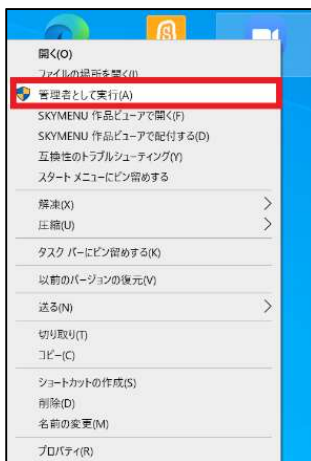 開く(O)
ファイルの場所を開く(I)
管理者として実行(A)
SKYMENU 作品ビューアで開く(F)
SKYMENU 作品ビューアで配付する(D)
互換性のトラブルシューティング(Y)
スタート メニューにピン留めする
解凍(X)
圧縮(U)
タスク バーにピン留めする(K)
以前のバージョンの復元(V)
送る(N)
切り取り(T)
コピー(C)
ショートカットの作成(S)
削除(D)
名前の変更(M)
プロパティ(R)